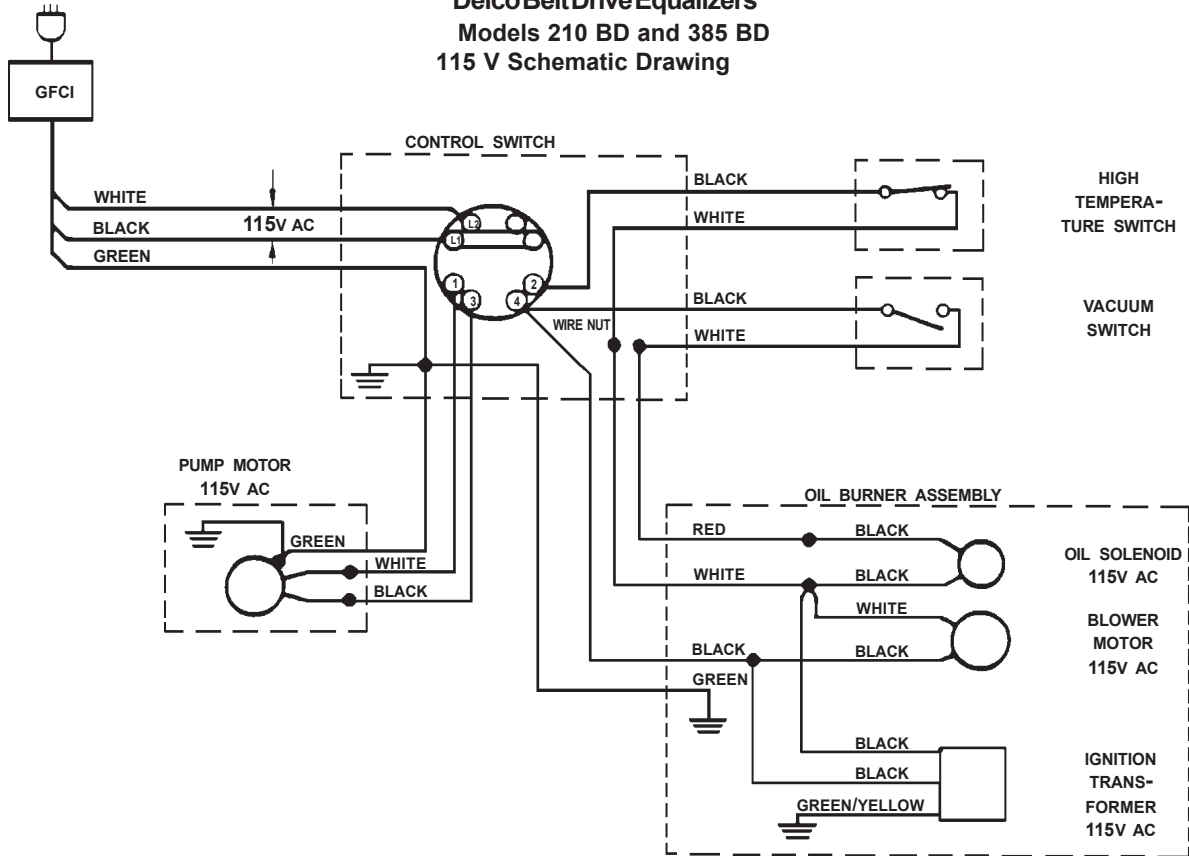 Delco Belt Drive Equalizers
Models 210 BD and 385 BD
115 V Schematic Drawing
GFCI
CONTROL SWITCH
WHITE
115V AC
BLACK
GREEN
L2
L1
1
2
3
4
BLACK
WHITE
HIGH
TEMPERA-
TURE SWITCH
BLACK
WIRE NUT
WHITE
VACUUM
SWITCH
PUMP MOTOR
115V AC
GREEN
WHITE
BLACK
OIL BURNER ASSEMBLY
RED
BLACK
OIL SOLENOID
115V AC
WHITE
BLACK
WHITE
BLOWER
MOTOR
115V AC
BLACK
BLACK
GREEN
BLACK
BLACK
GREEN/YELLOW
IGNITION
TRANS-
FORMER
115V AC